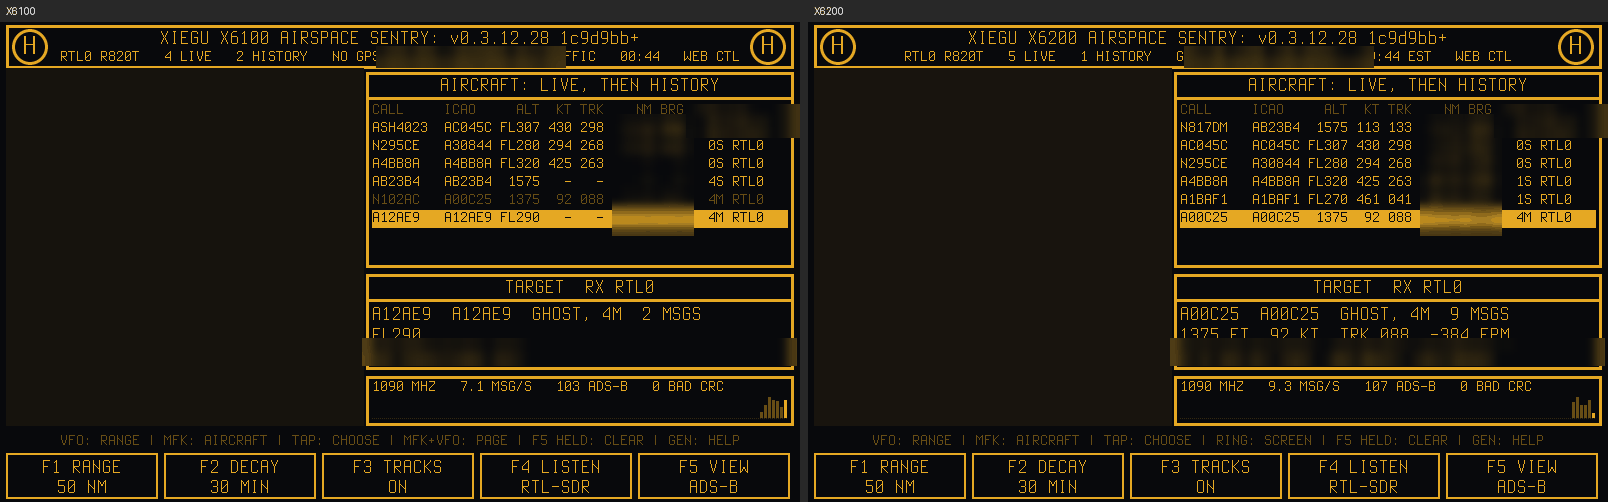 X6100
H XIEGU X6100 AIRSPACE SENTRY: v0.3.12.28 1c9d9bb+ H
RTL0 R820T 4 LIVE 2 HISTORY NO GPS 00:44 WEB CTL
AIRCRAFT: LIVE, THEN HISTORY
CALL ICAO ALT KT TRK NM BRG
ASH4023 AC045C FL307 430 298
N295CE A30844 FL280 294 268 0S RTL0
A4BB8A A4BB8A FL320 425 263 0S RTL0
AB23B4 AB23B4 1575 - - 4S RTL0
N102AC A00C25 1375 92 088 4M RTL0
A12AE9 A12AE9 FL290 - - 4M RTL0
TARGET RX RTL0
A12AE9 A12AE9 GHOST, 4M 2 MSGS
FL290
1090 MHZ 7.1 MSG/S 103 ADS-B 0 BAD CRC
VFO: RANGE | MFK: AIRCRAFT | TAP: CHOOSE | MFK+VFO: PAGE | F5 HELD: CLEAR | GEN: HELP
F1 RANGE F2 DECAY F3 TRACKS F4 LISTEN F5 VIEW
50 NM 30 MIN ON RTL-SDR ADS-B
X6200
H XIEGU X6200 AIRSPACE SENTRY: v0.3.12.28 1c9d9bb+ H
RTL0 R820T 5 LIVE 1 HISTORY :44 EST WEB CTL
AIRCRAFT: LIVE, THEN HISTORY
CALL ICAO ALT KT TRK NM BRG
N817DM AB23B4 1575 113 133
AC045C AC045C FL307 430 298 0S RTL0
N295CE A30844 FL280 294 268 0S RTL0
A4BB8A A4BB8A FL320 425 263 1S RTL0
A1BAF1 A1BAF1 FL270 461 041 1S RTL0
A00C25 A00C25 1375 92 088 4M RTL0
TARGET RX RTL0
A00C25 A00C25 GHOST, 4M 9 MSGS
1375 FT 92 KT TRK 088 -384 FPM
1090 MHZ 9.3 MSG/S 107 ADS-B 0 BAD CRC
VFO: RANGE | MFK: AIRCRAFT | TAP: CHOOSE | RING: SCREEN | F5 HELD: CLEAR | GEN: HELP
F1 RANGE F2 DECAY F3 TRACKS F4 LISTEN F5 VIEW
50 NM 30 MIN ON RTL-SDR ADS-B